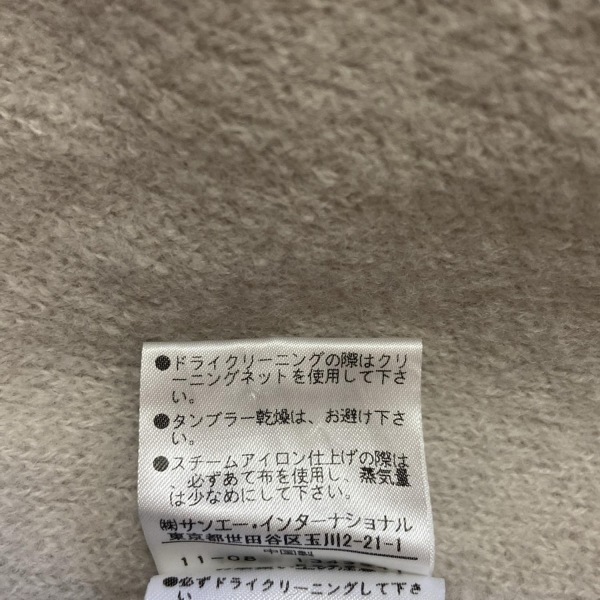 ●ドライクリーニングの際はクリ
ーニングネットを使用して下さ
い。
●タンブラー乾燥は、お避け下さ
い。
●スチームアイロン仕上げの際は
必ずあて布を使用し、蒸気量
は少なめにして下さい。
㈱サンエー・インターナショナル
東京都世田谷区玉川2-21-1
中国製
11-08
●必ずドライクリーニングして下さ
い